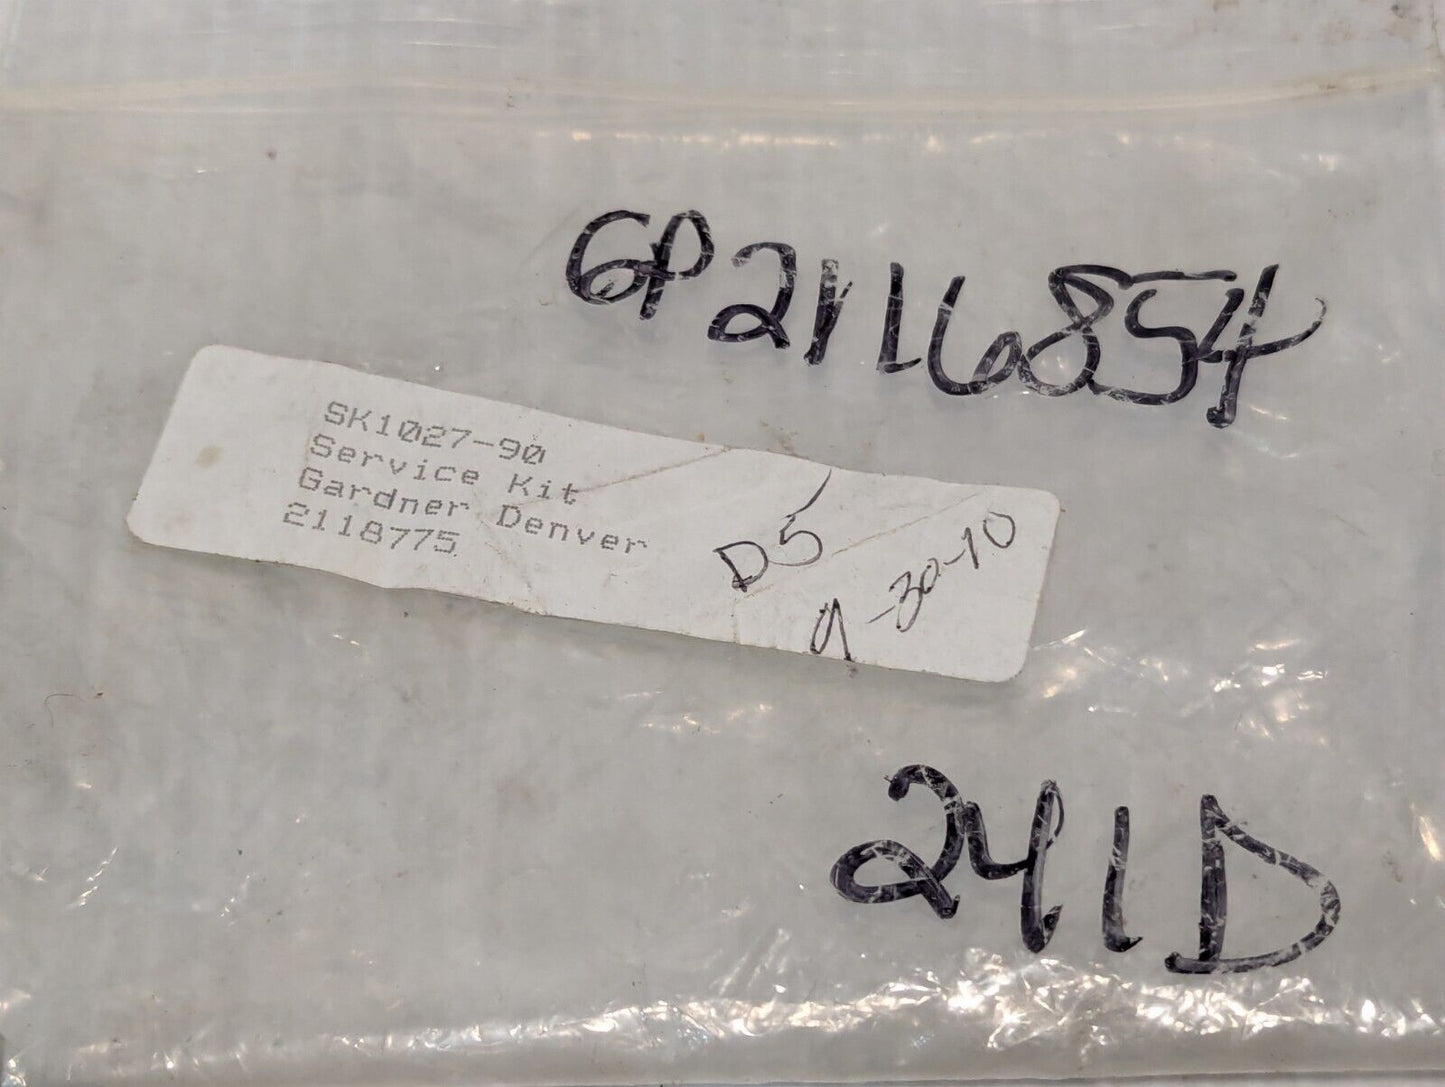 GP2116854
SK1027-90
Service Kit
Gardner Denver
2118775
D5
9-30-10
241D